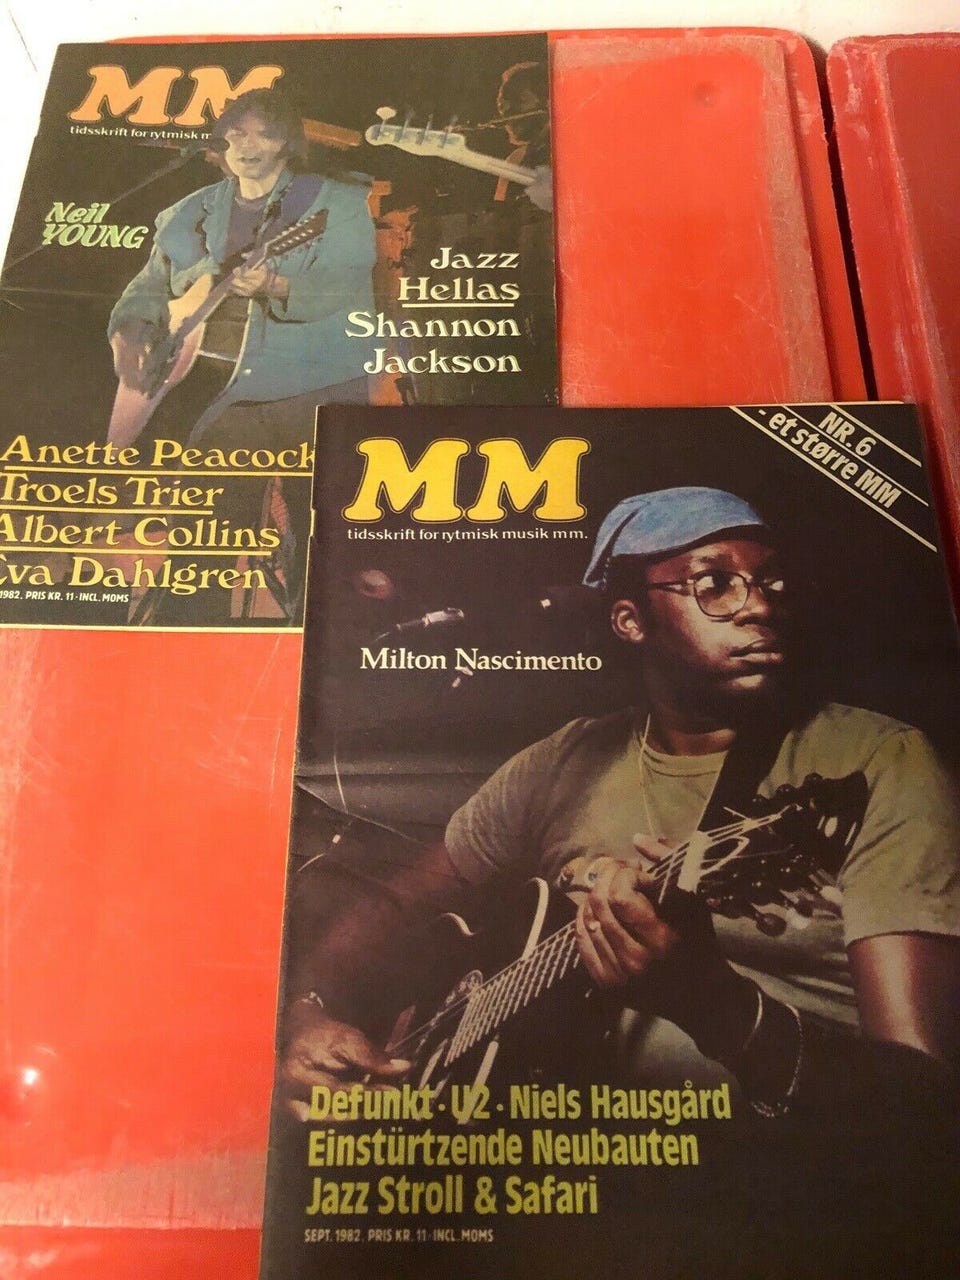 MM
tidsskrift for rytmisk m
Neil
YOUNG
Jazz
Hellas
Shannon
Jackson
Anette Peacock
Troels Trier
Albert Collins
Eva Dahlgren
1982. PRIS KR. 11 · INCL. MOMS
MM
tidsskrift for rytmisk musik m m.
NR. 6
- et større MM
Milton Nascimento
Defunkt · U2 · Niels Hausgård
Einstürtzende Neubauten
Jazz Stroll & Safari
SEPT. 1982. PRIS KR. 11 · INCL. MOMS